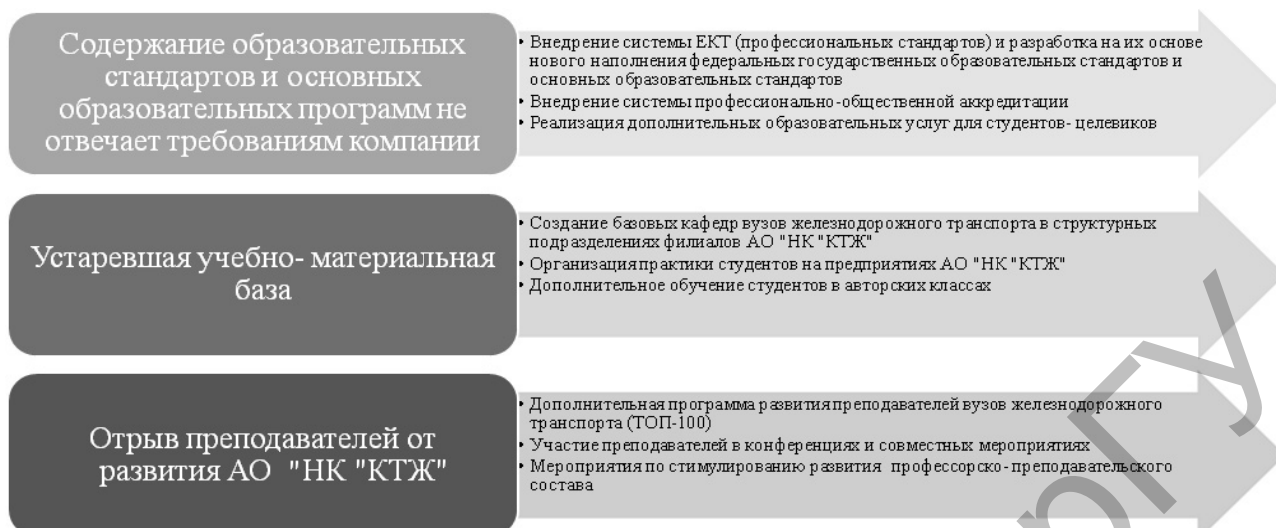 Содержание образовательных
стандартов и основных
образовательных программ не
отвечает требованиям компании
• Внедрение системы ЕКТ (профессиональных стандартов) и разработка на их основе
нового наполнения федеральных государственных образовательных стандартов и
основных образовательных стандартов
• Внедрение системы профессионально-общественной аккредитации
• Реализация дополнительных образовательных услуг для студентов- целевиков
Устаревшая учебно- материальная
база
• Создание базовых кафедр вузов железнодорожного транспорта в структурных
подразделениях филиалов АО "НК "КТЖ"
• Организация практики студентов на предприятиях АО "НК "КТЖ"
• Дополнительное обучение студентов в авторских классах
Отрыв преподавателей от
развития АО "НК "КТЖ"
• Дополнительная программа развития преподавателей вузов железнодорожного
транспорта (ТОП-100)
• Участие преподавателей в конференциях и совместных мероприятиях
• Мероприятия по стимулированию развития профессорско- преподавательского
состава